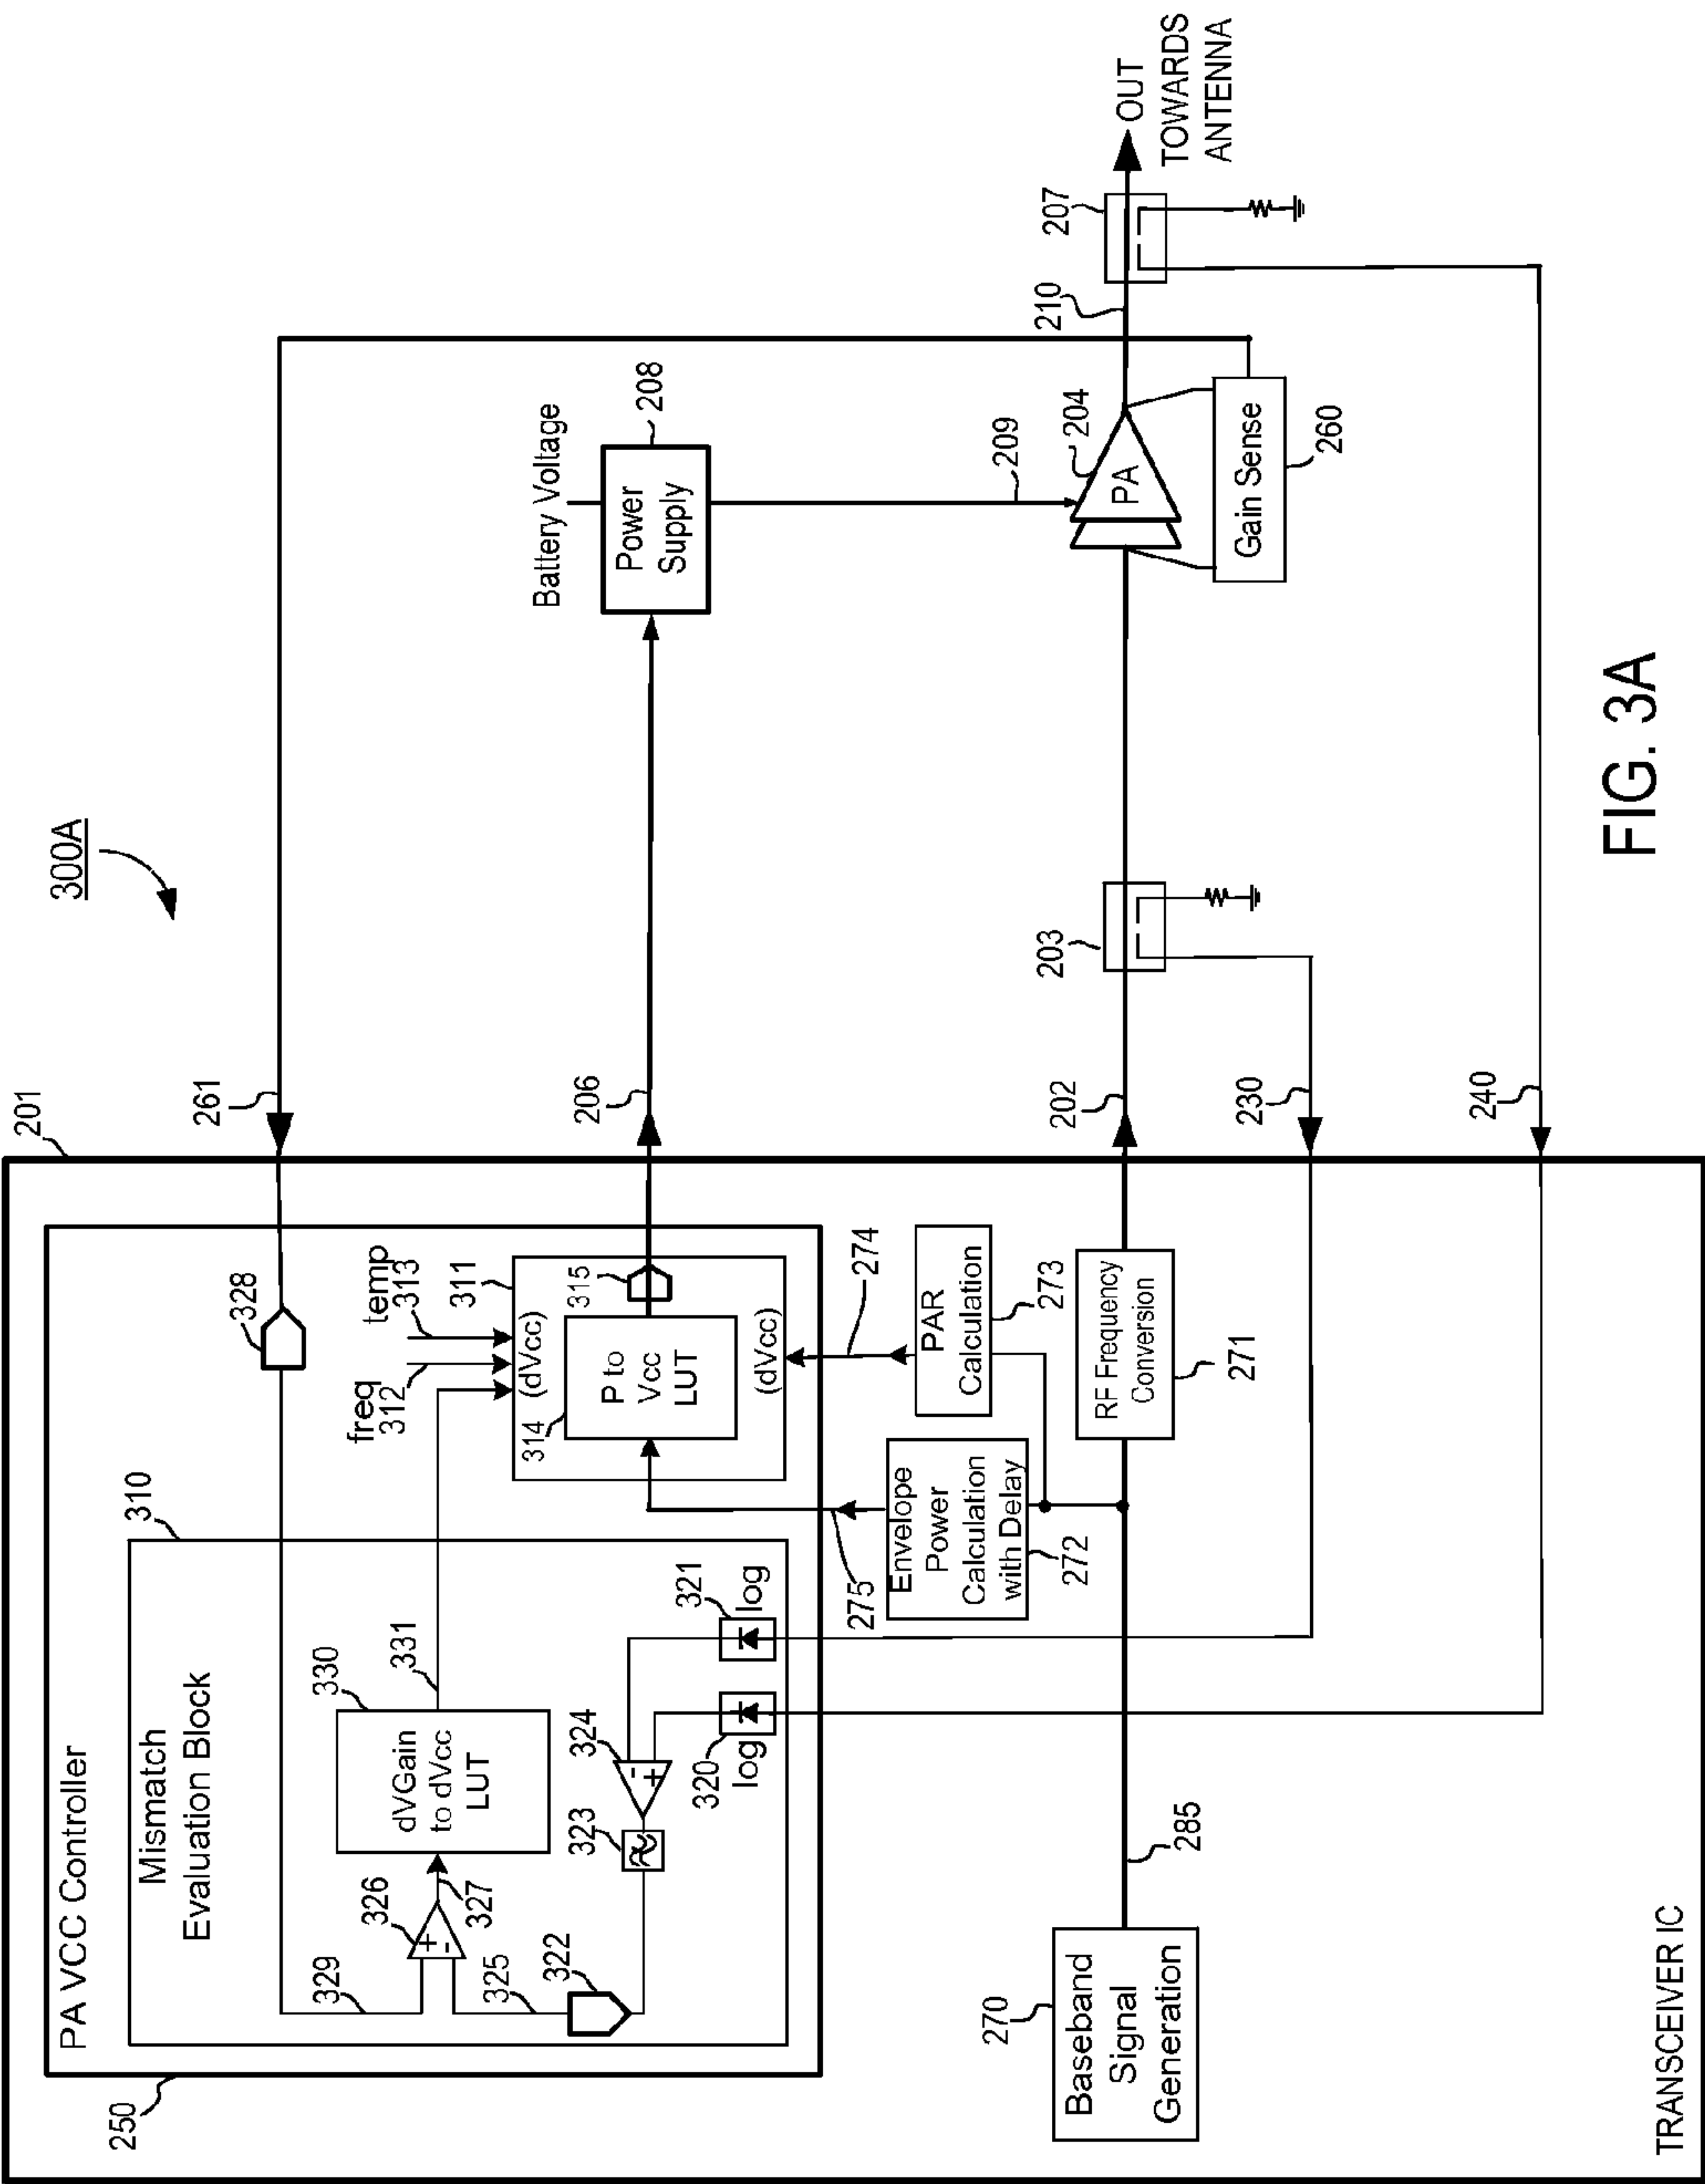 300A
201
PA VCC Controller
250
Mismatch
Evaluation Block
310
329
326
327
325
322
dVGain
to dVcc
LUT
330
331
323
324
320
log
321
log
328
261
freq
312
temp
313
311
(dVcc)
314
P to
Vcc
LUT
315
(dVcc)
206
275
274
Envelope
Power
Calculation
with Delay
272
PAR
Calculation
273
RF Frequency
Conversion
271
270
Baseband
Signal
Generation
285
TRANSCEIVER IC
202
203
230
240
Battery Voltage
Power
Supply
208
209
204
PA
Gain Sense
260
210
207
OUT
TOWARDS
ANTENNA
FIG. 3A